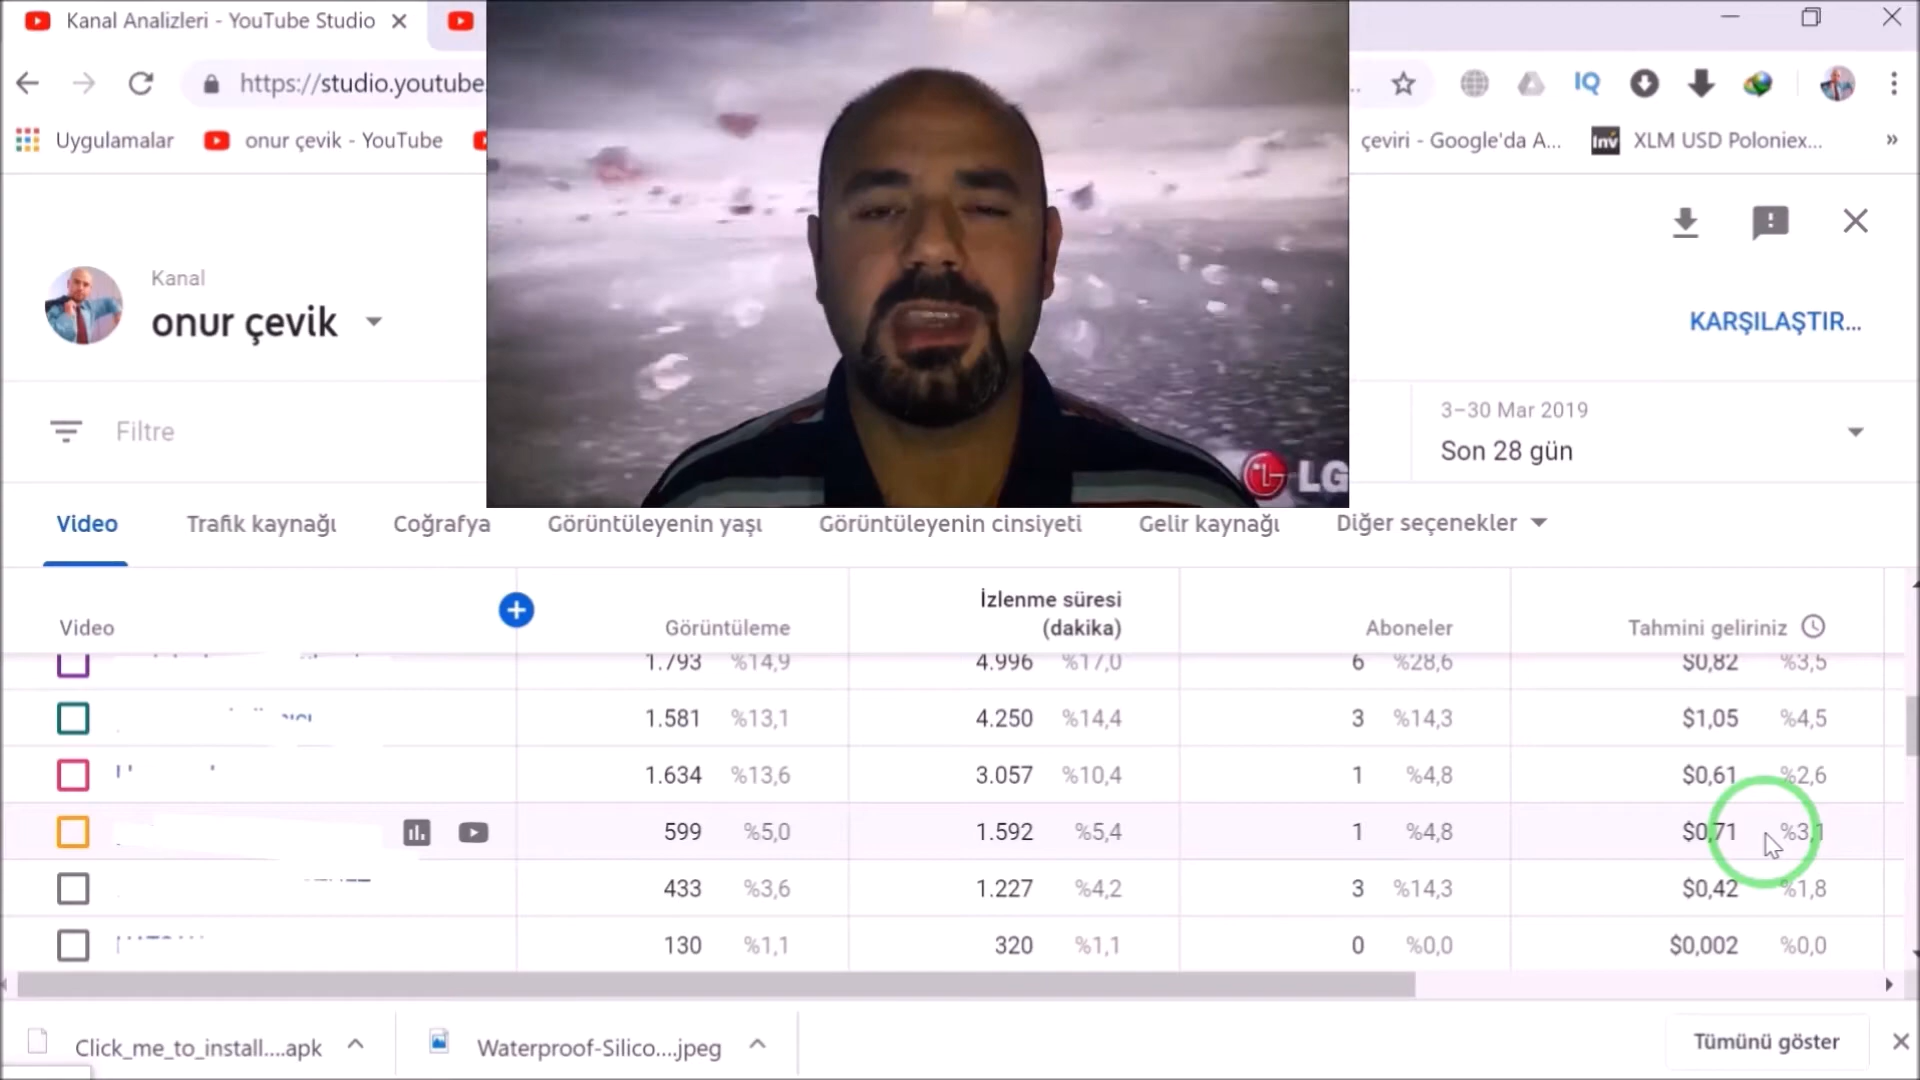 Kanal Analizleri - YouTube Studio
https://studio.youtube.
IQ
Uygulamalar
onur çevik - YouTube
çeviri - Google'da A...
Inv
XLM USD Poloniex...
»
Kanal
onur çevik
KARŞILAŞTIR...
Filtre
3–30 Mar 2019
Son 28 gün
LG
Video
Trafik kaynağı
Coğrafya
Görüntüleyenin yaşı
Görüntüleyenin cinsiyeti
Gelir kaynağı
Diğer seçenekler
Video
Görüntüleme
İzlenme süresi
(dakika)
Aboneler
Tahmini geliriniz
1.793 %14,9 4.996 %17,0 6 %28,6 $0,82 %3,5
1.581 %13,1 4.250 %14,4 3 %14,3 $1,05 %4,5
1.634 %13,6 3.057 %10,4 1 %4,8 $0,61 %2,6
599 %5,0 1.592 %5,4 1 %4,8 $0,71 %3,1
433 %3,6 1.227 %4,2 3 %14,3 $0,42 %1,8
130 %1,1 320 %1,1 0 %0,0 $0,002 %0,0
Click_me_to_install....apk
Waterproof-Silico....jpeg
Tümünü göster